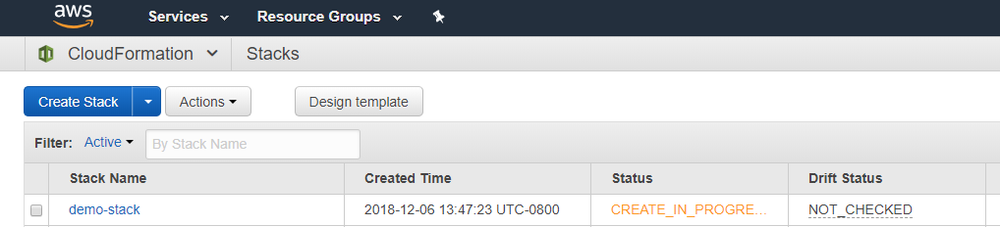 aws Services Resource Groups
CloudFormation Stacks
Create Stack Actions Design template
Filter: Active By Stack Name
Stack Name Created Time Status Drift Status
demo-stack 2018-12-06 13:47:23 UTC-0800 CREATE_IN_PROGRE... NOT_CHECKED